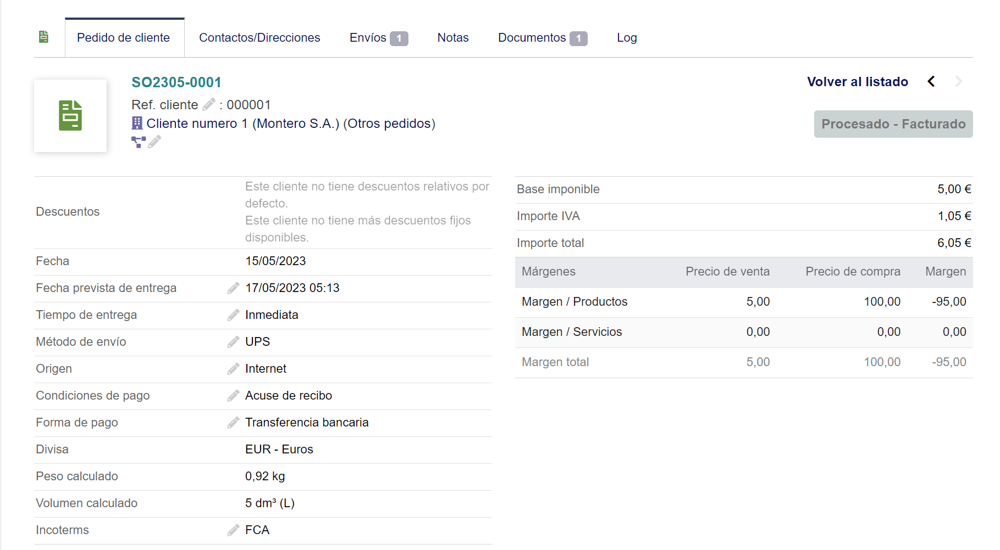 Pedido de cliente Contactos/Direcciones Envíos 1 Notas Documentos 1 Log
SO2305-0001
Volver al listado
Ref. cliente : 000001
Cliente numero 1 (Montero S.A.) (Otros pedidos)
Procesado - Facturado
Descuentos
Este cliente no tiene descuentos relativos por
defecto.
Este cliente no tiene más descuentos fijos
disponibles.
Fecha 15/05/2023
Fecha prevista de entrega 17/05/2023 05:13
Tiempo de entrega Inmediata
Método de envío UPS
Origen Internet
Condiciones de pago Acuse de recibo
Forma de pago Transferencia bancaria
Divisa EUR - Euros
Peso calculado 0,92 kg
Volumen calculado 5 dm³ (L)
Incoterms FCA
Base imponible 5,00 €
Importe IVA 1,05 €
Importe total 6,05 €
Márgenes Precio de venta Precio de compra Margen
Margen / Productos 5,00 100,00 -95,00
Margen / Servicios 0,00 0,00 0,00
Margen total 5,00 100,00 -95,00